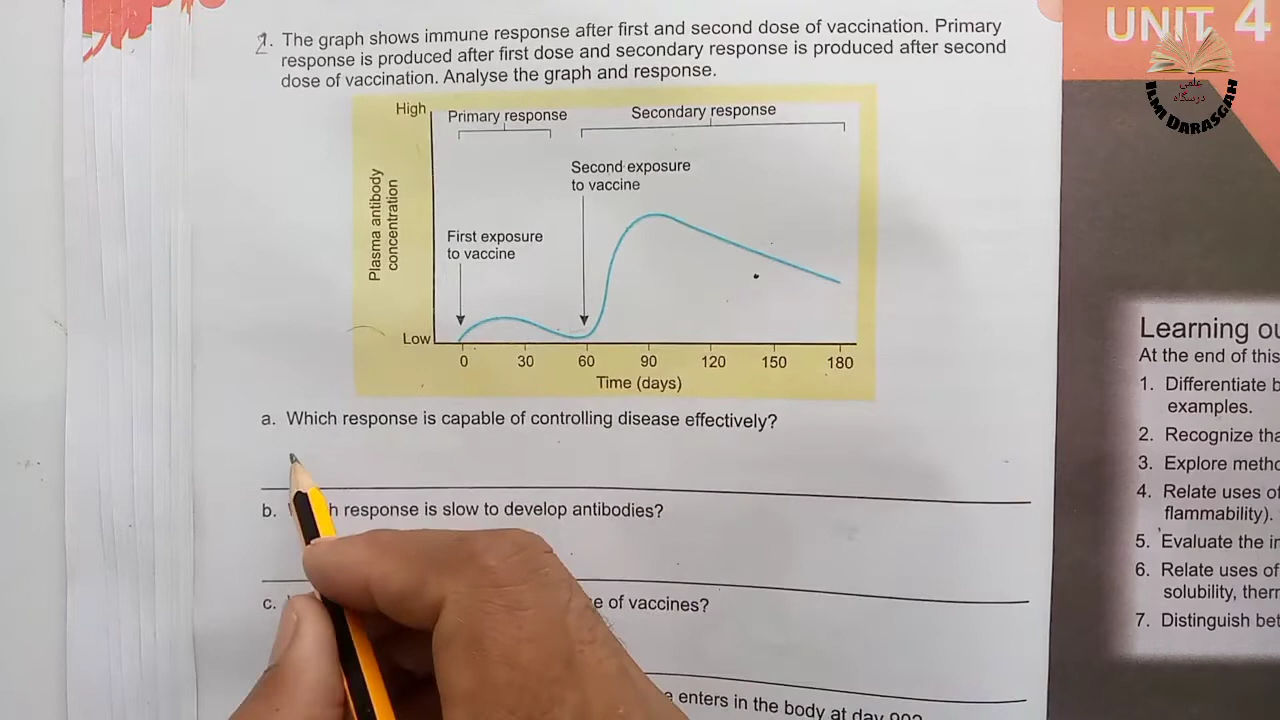 1. The graph shows immune response after first and second dose of vaccination. Primary
response is produced after first dose and secondary response is produced after second
dose of vaccination. Analyse the graph and response.
High
Primary response
Secondary response
Second exposure
to vaccine
First exposure
to vaccine
Plasma antibody
concentration
Low
0 30 60 90 120 150 180
Time (days)
a. Which response is capable of controlling disease effectively?
b. h response is slow to develop antibodies?
c. e of vaccines?
enters in the body at day
UNIT 4
علمی
درسگاه
ILMI DARASGAH
Learning ou
At the end of this
1. Differentiate b
examples.
2. Recognize tha
3. Explore metho
4. Relate uses of
flammability).
5. Evaluate the in
6. Relate uses of
solubility, therr
7. Distinguish bet